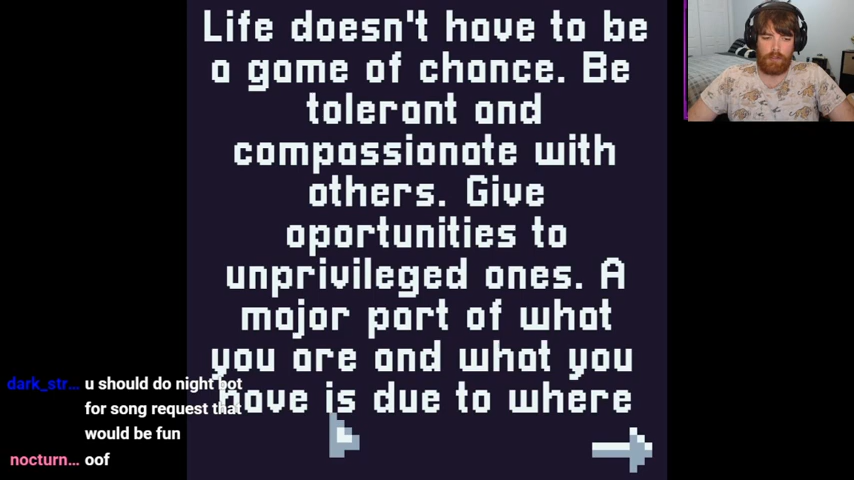 Life doesn't have to be
a game of chance. Be
tolerant and
compassionate with
others. Give
oportunities to
unprivileged ones. A
major part of what
you are and what you
have is due to where
dark_str... u should do night bot
for song request that
would be fun
nocturn... oof